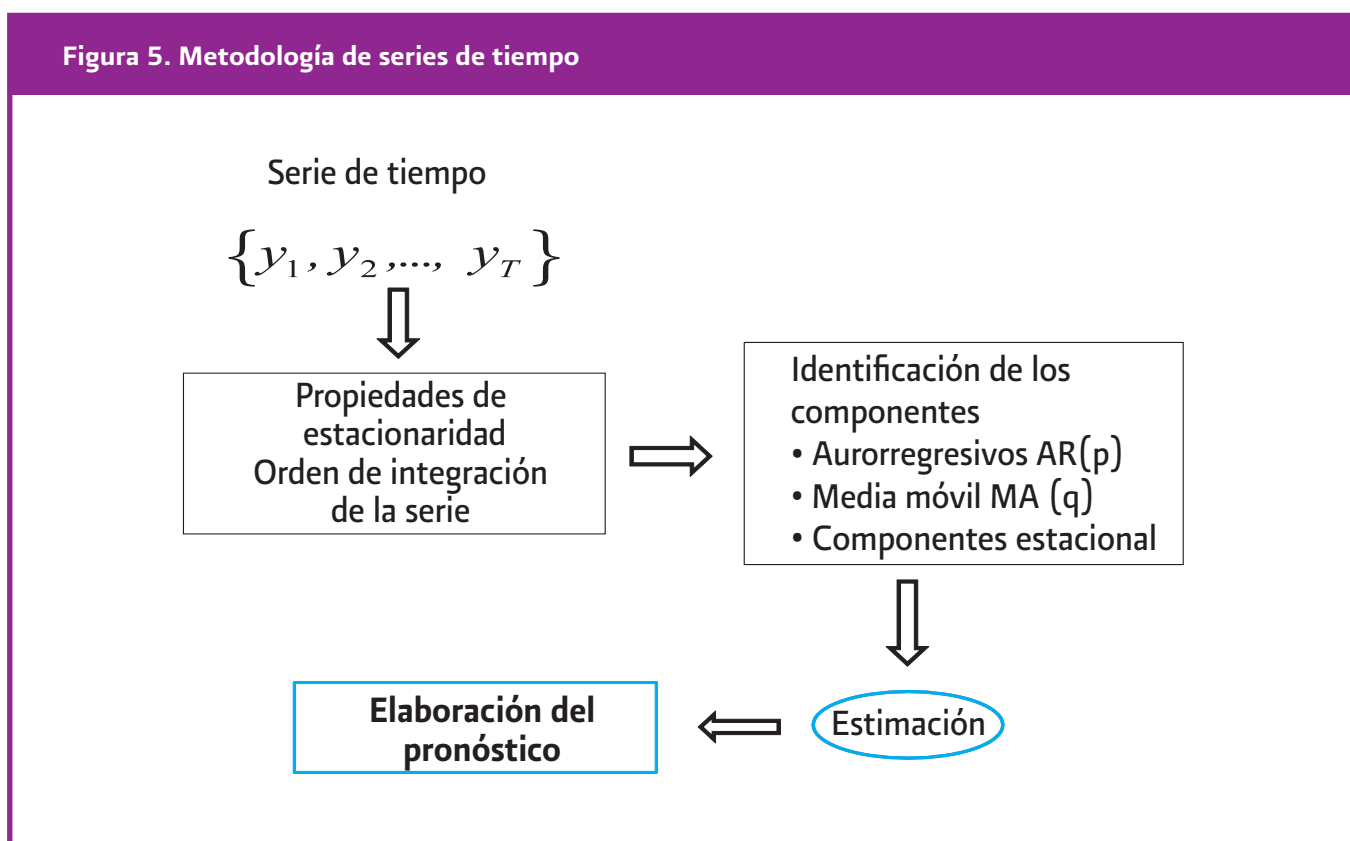 Figura 5. Metodología de series de tiempo
Serie de tiempo
{y₁, y₂,..., y_T}
Propiedades de
estacionaridad
Orden de integración
de la serie
Identificación de los
componentes
• Aurorregresivos AR(p)
• Media móvil MA (q)
• Componentes estacional
Estimación
Elaboración del
pronóstico